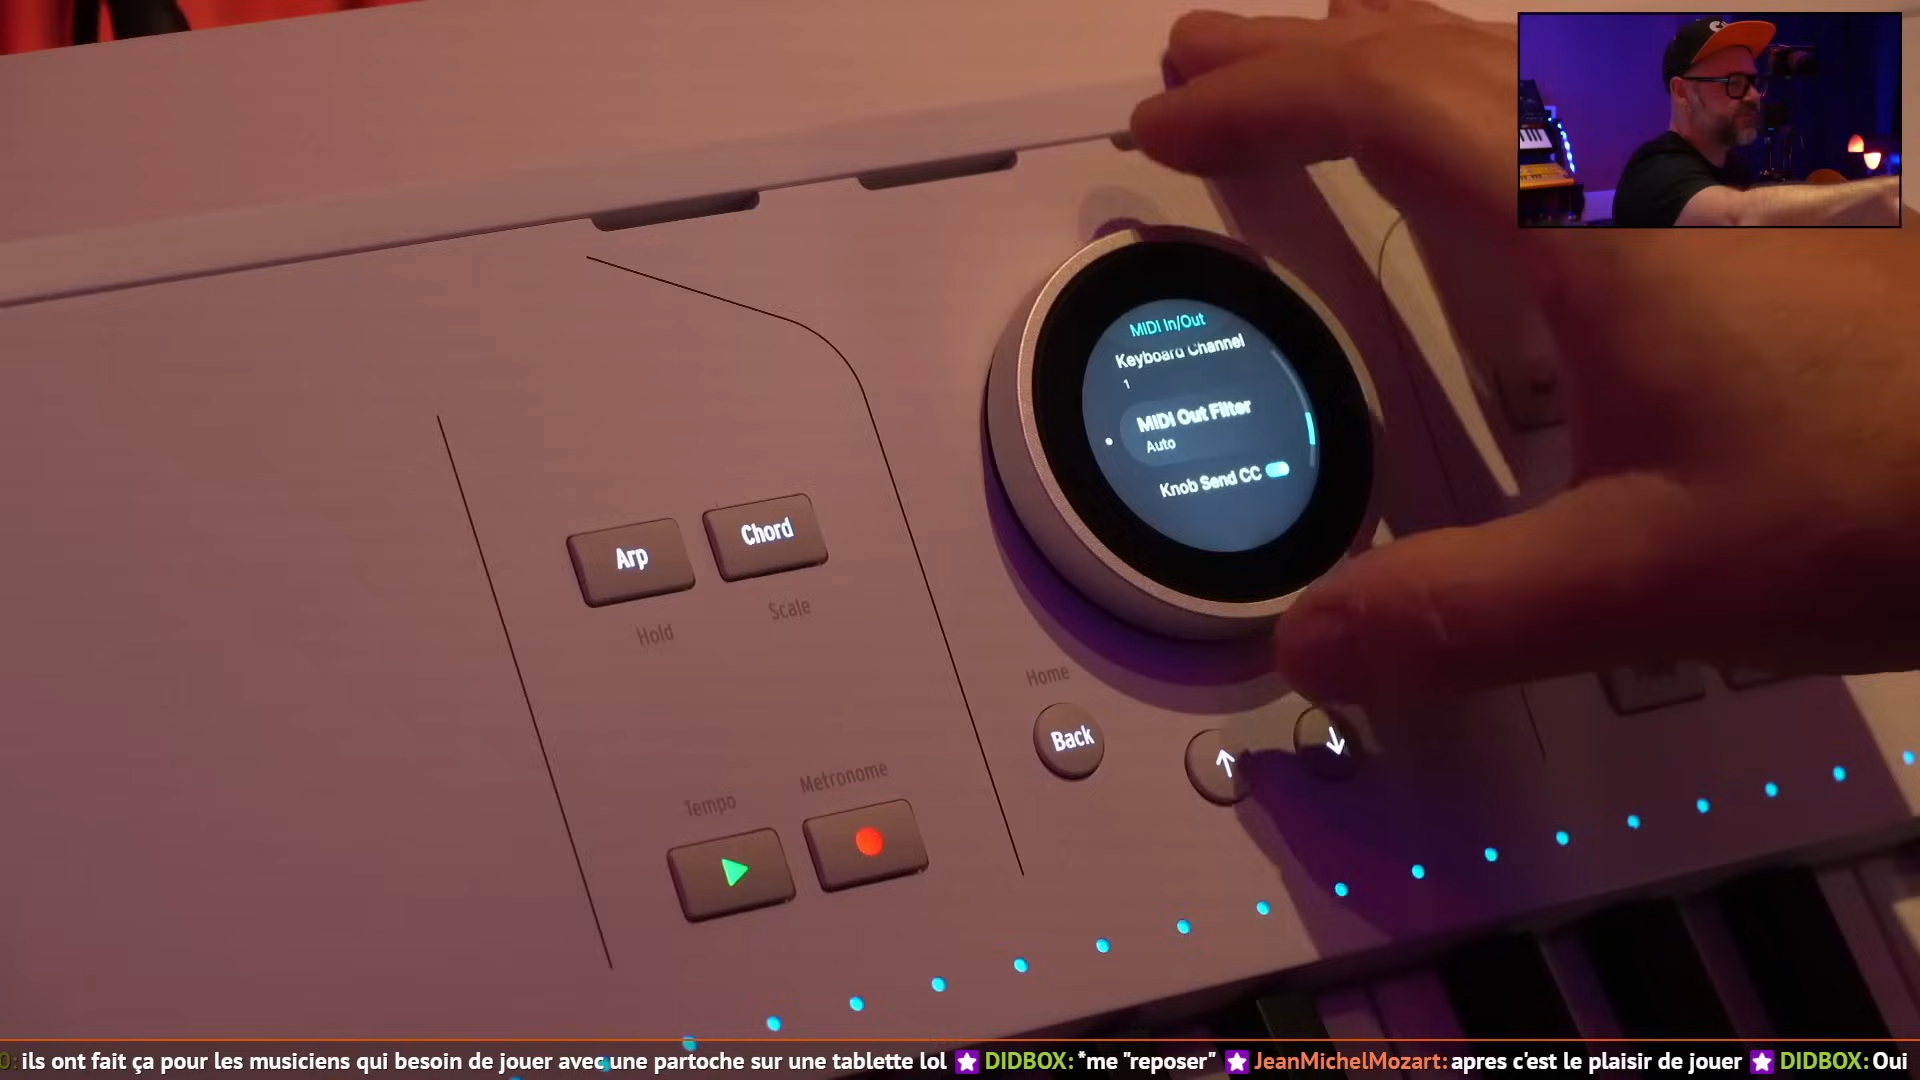 MIDI In/Out
Keyboard Channel
1
MIDI Out Filter
Auto
Knob Send CC
Arp
Chord
Hold
Scale
Home
Back
Tempo
Metronome
ils ont fait ça pour les musiciens qui besoin de jouer avec une partoche sur une tablette lol DIDBOX: *me "reposer" JeanMichelMozart: apres c'est le plaisir de jouer DIDBOX: Oui